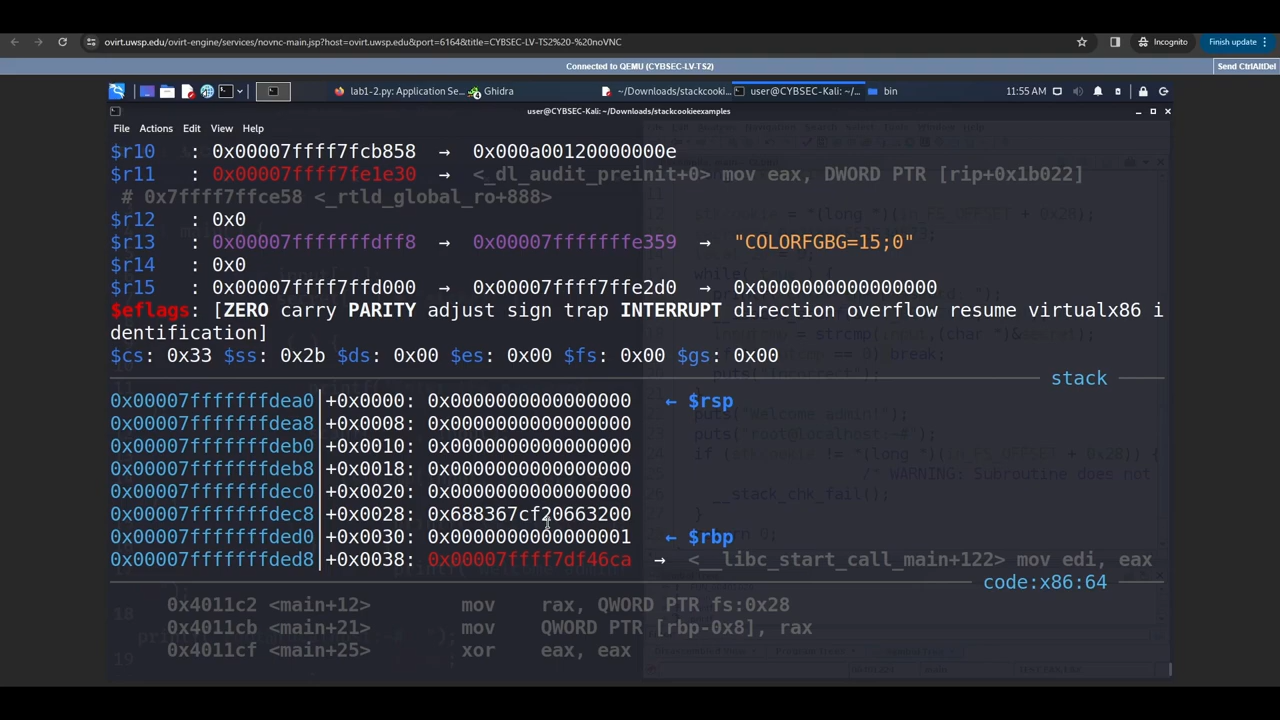 ovirt.uwsp.edu/ovirt-engine/services/novnc-main.jsp?host=ovirt.uwsp.edu&port=6164&title=CYBSEC-LV-TS2%20-%20noVNC
Incognito
Finish update
Connected to QEMU (CYBSEC-LV-TS2)
Send CtrlAltDel
lab1-2.py: Application Se...
4
Ghidra
~/Downloads/stackcooki...
user@CYBSEC-Kali: ~/...
bin
11:55 AM
user@CYBSEC-Kali: ~/Downloads/stackcookieexamples
File Actions Edit View Help
$r10   : 0x00007ffff7fcb858  →  0x000a00120000000e
$r11   : 0x00007ffff7fe1e30  →  <_dl_audit_preinit+0> mov eax, DWORD PTR [rip+0x1b022]
# 0x7ffff7ffce58 <_rtld_global_ro+888>
$r12   : 0x0
$r13   : 0x00007fffffffdff8  →  0x00007fffffffe359  →  "COLORFGBG=15;0"
$r14   : 0x0
$r15   : 0x00007ffff7ffd000  →  0x00007ffff7ffe2d0  →  0x0000000000000000
$eflags: [ZERO carry PARITY adjust sign trap INTERRUPT direction overflow resume virtualx86 i
dentification]
$cs: 0x33 $ss: 0x2b $ds: 0x00 $es: 0x00 $fs: 0x00 $gs: 0x00
stack
0x00007fffffffdea0│+0x0000: 0x0000000000000000   ← $rsp
0x00007fffffffdea8│+0x0008: 0x0000000000000000
0x00007fffffffdeb0│+0x0010: 0x0000000000000000
0x00007fffffffdeb8│+0x0018: 0x0000000000000000
0x00007fffffffdec0│+0x0020: 0x0000000000000000
0x00007fffffffdec8│+0x0028: 0x688367cf20663200
0x00007fffffffded0│+0x0030: 0x0000000000000001   ← $rbp
0x00007fffffffded8│+0x0038: 0x00007ffff7df46ca  →  <__libc_start_call_main+122> mov edi, eax
code:x86:64
0x4011c2 <main+12>        mov    rax, QWORD PTR fs:0x28
0x4011cb <main+21>        mov    QWORD PTR [rbp-0x8], rax
0x4011cf <main+25>        xor    eax, eax